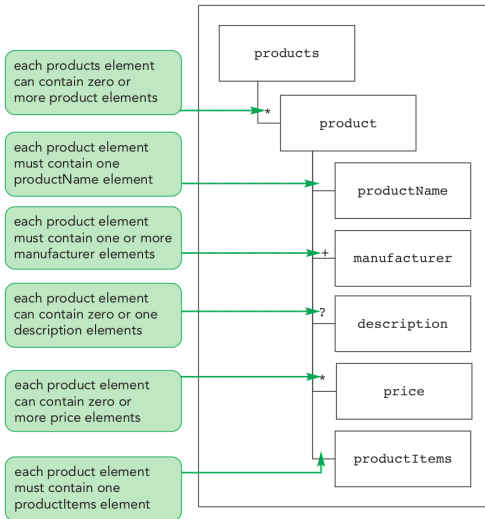 products
each products element
can contain zero or
more product elements
*
product
each product element
must contain one
productName element
productName
each product element
must contain one or more
manufacturer elements
+
manufacturer
each product element
can contain zero or one
description elements
?
description
each product element
can contain zero or
more price elements
*
price
each product element
must contain one
productItems element
productItems